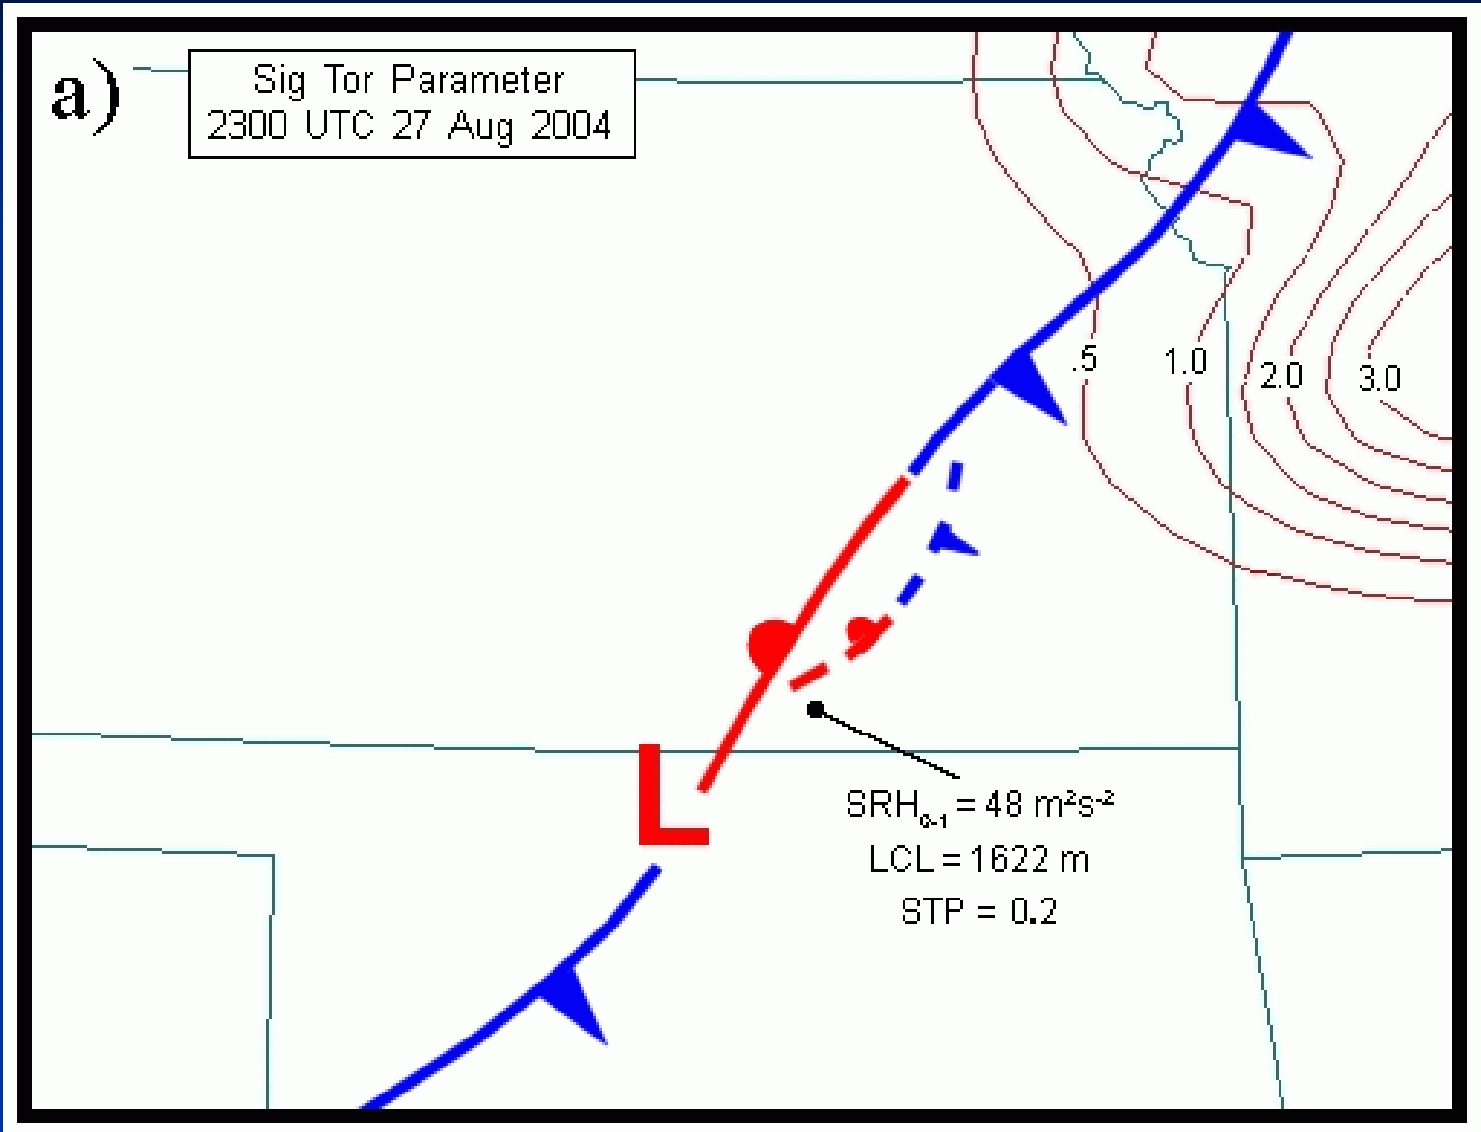 a)
Sig Tor Parameter
2300 UTC 27 Aug 2004
.5
1.0
2.0
3.0
L
SRH₀₋₁ = 48 m²s⁻²
LCL = 1622 m
STP = 0.2